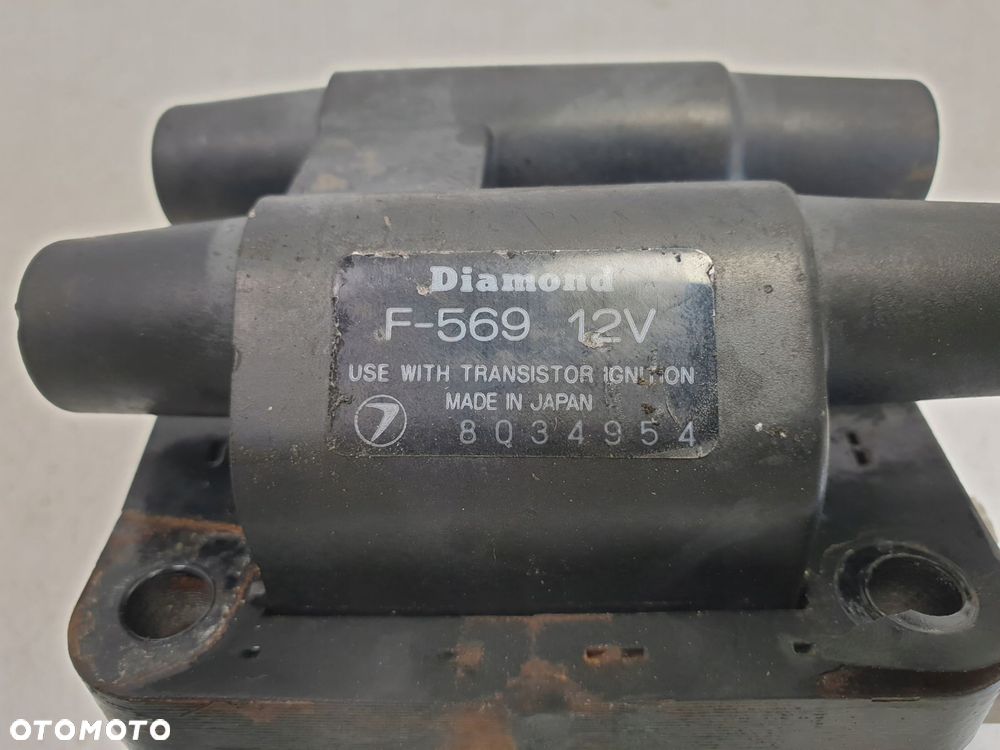 Diamond
F-569 12V
USE WITH TRANSISTOR IGNITION
MADE IN JAPAN
8034954
OTOMOTO